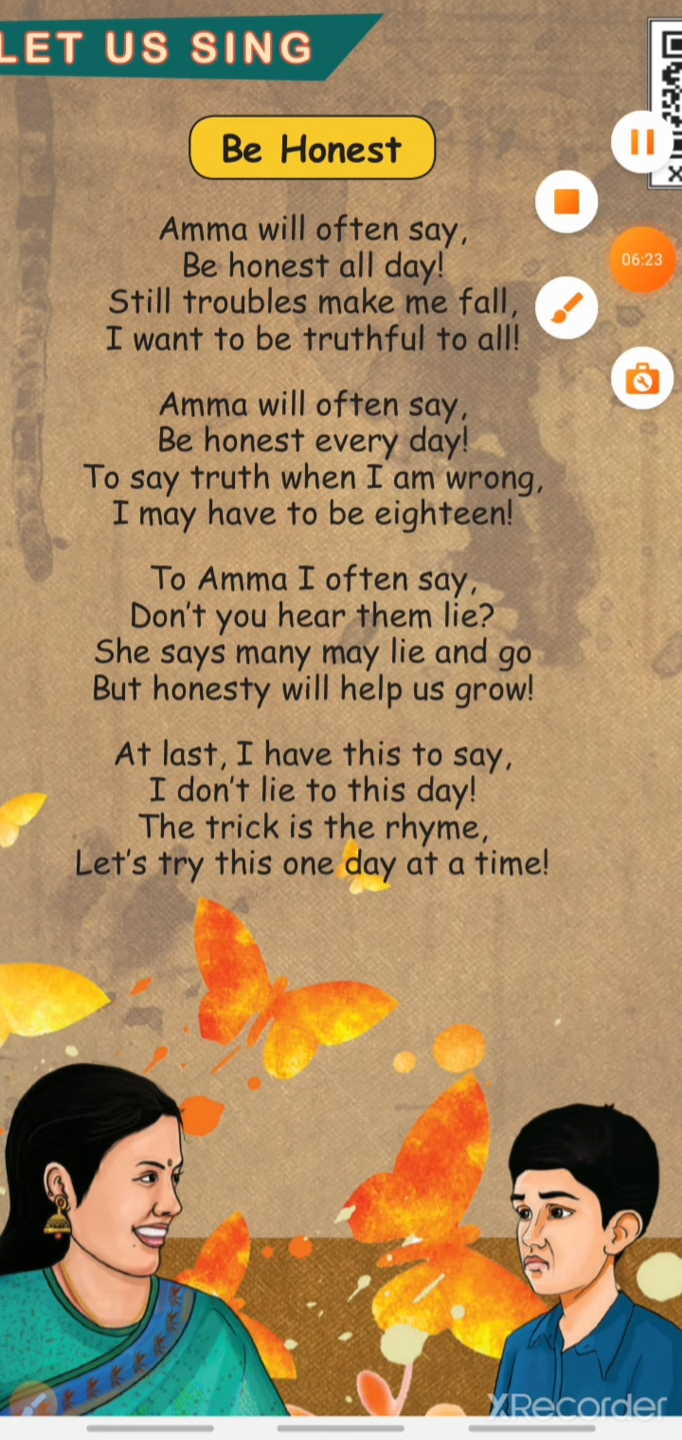 LET US SING
Be Honest
06:23
Amma will often say,
Be honest all day!
Still troubles make me fall,
I want to be truthful to all!
Amma will often say,
Be honest every day!
To say truth when I am wrong,
I may have to be eighteen!
To Amma I often say,
Don't you hear them lie?
She says many may lie and go
But honesty will help us grow!
At last, I have this to say,
I don't lie to this day!
The trick is the rhyme,
Let's try this one day at a time!
XRecorder